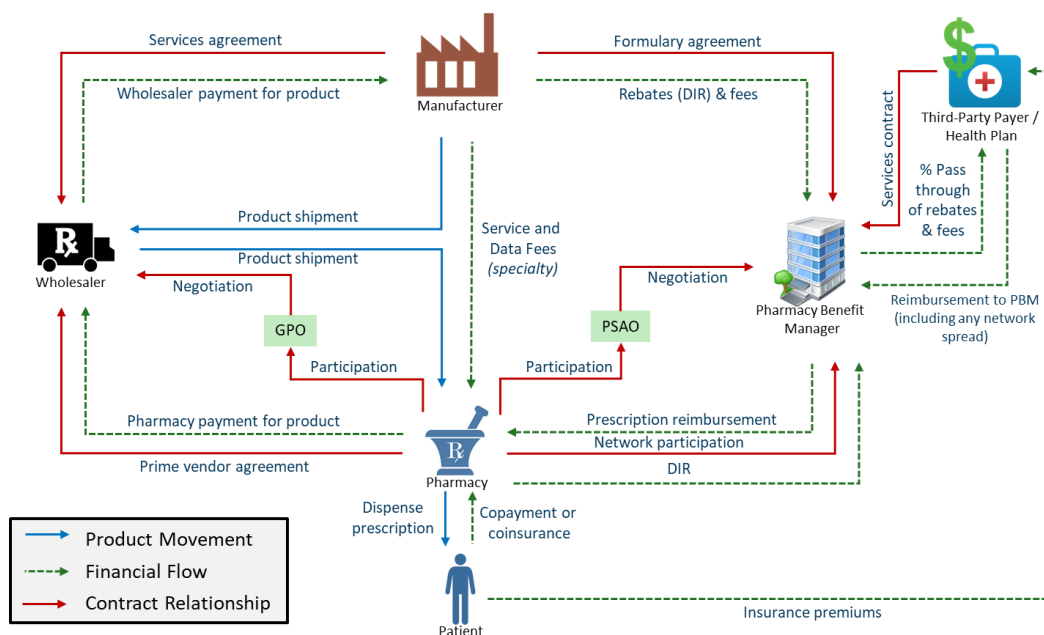 Services agreement
Formulary agreement
Wholesaler payment for product
Manufacturer
Rebates (DIR) & fees
$
Third-Party Payer /
Health Plan
Services contract
% Pass
through
of rebates
& fees
Product shipment
Service and
Data Fees
(specialty)
Rx
Wholesaler
Product shipment
Negotiation
Negotiation
Pharmacy Benefit
Manager
Reimbursement to PBM
(including any network
spread)
GPO
PSAO
Participation
Participation
Pharmacy payment for product
Prescription reimbursement
Rx
Network participation
Prime vendor agreement
Pharmacy
DIR
Dispense
prescription
Copayment or
coinsurance
Product Movement
Financial Flow
Contract Relationship
Insurance premiums
Patient